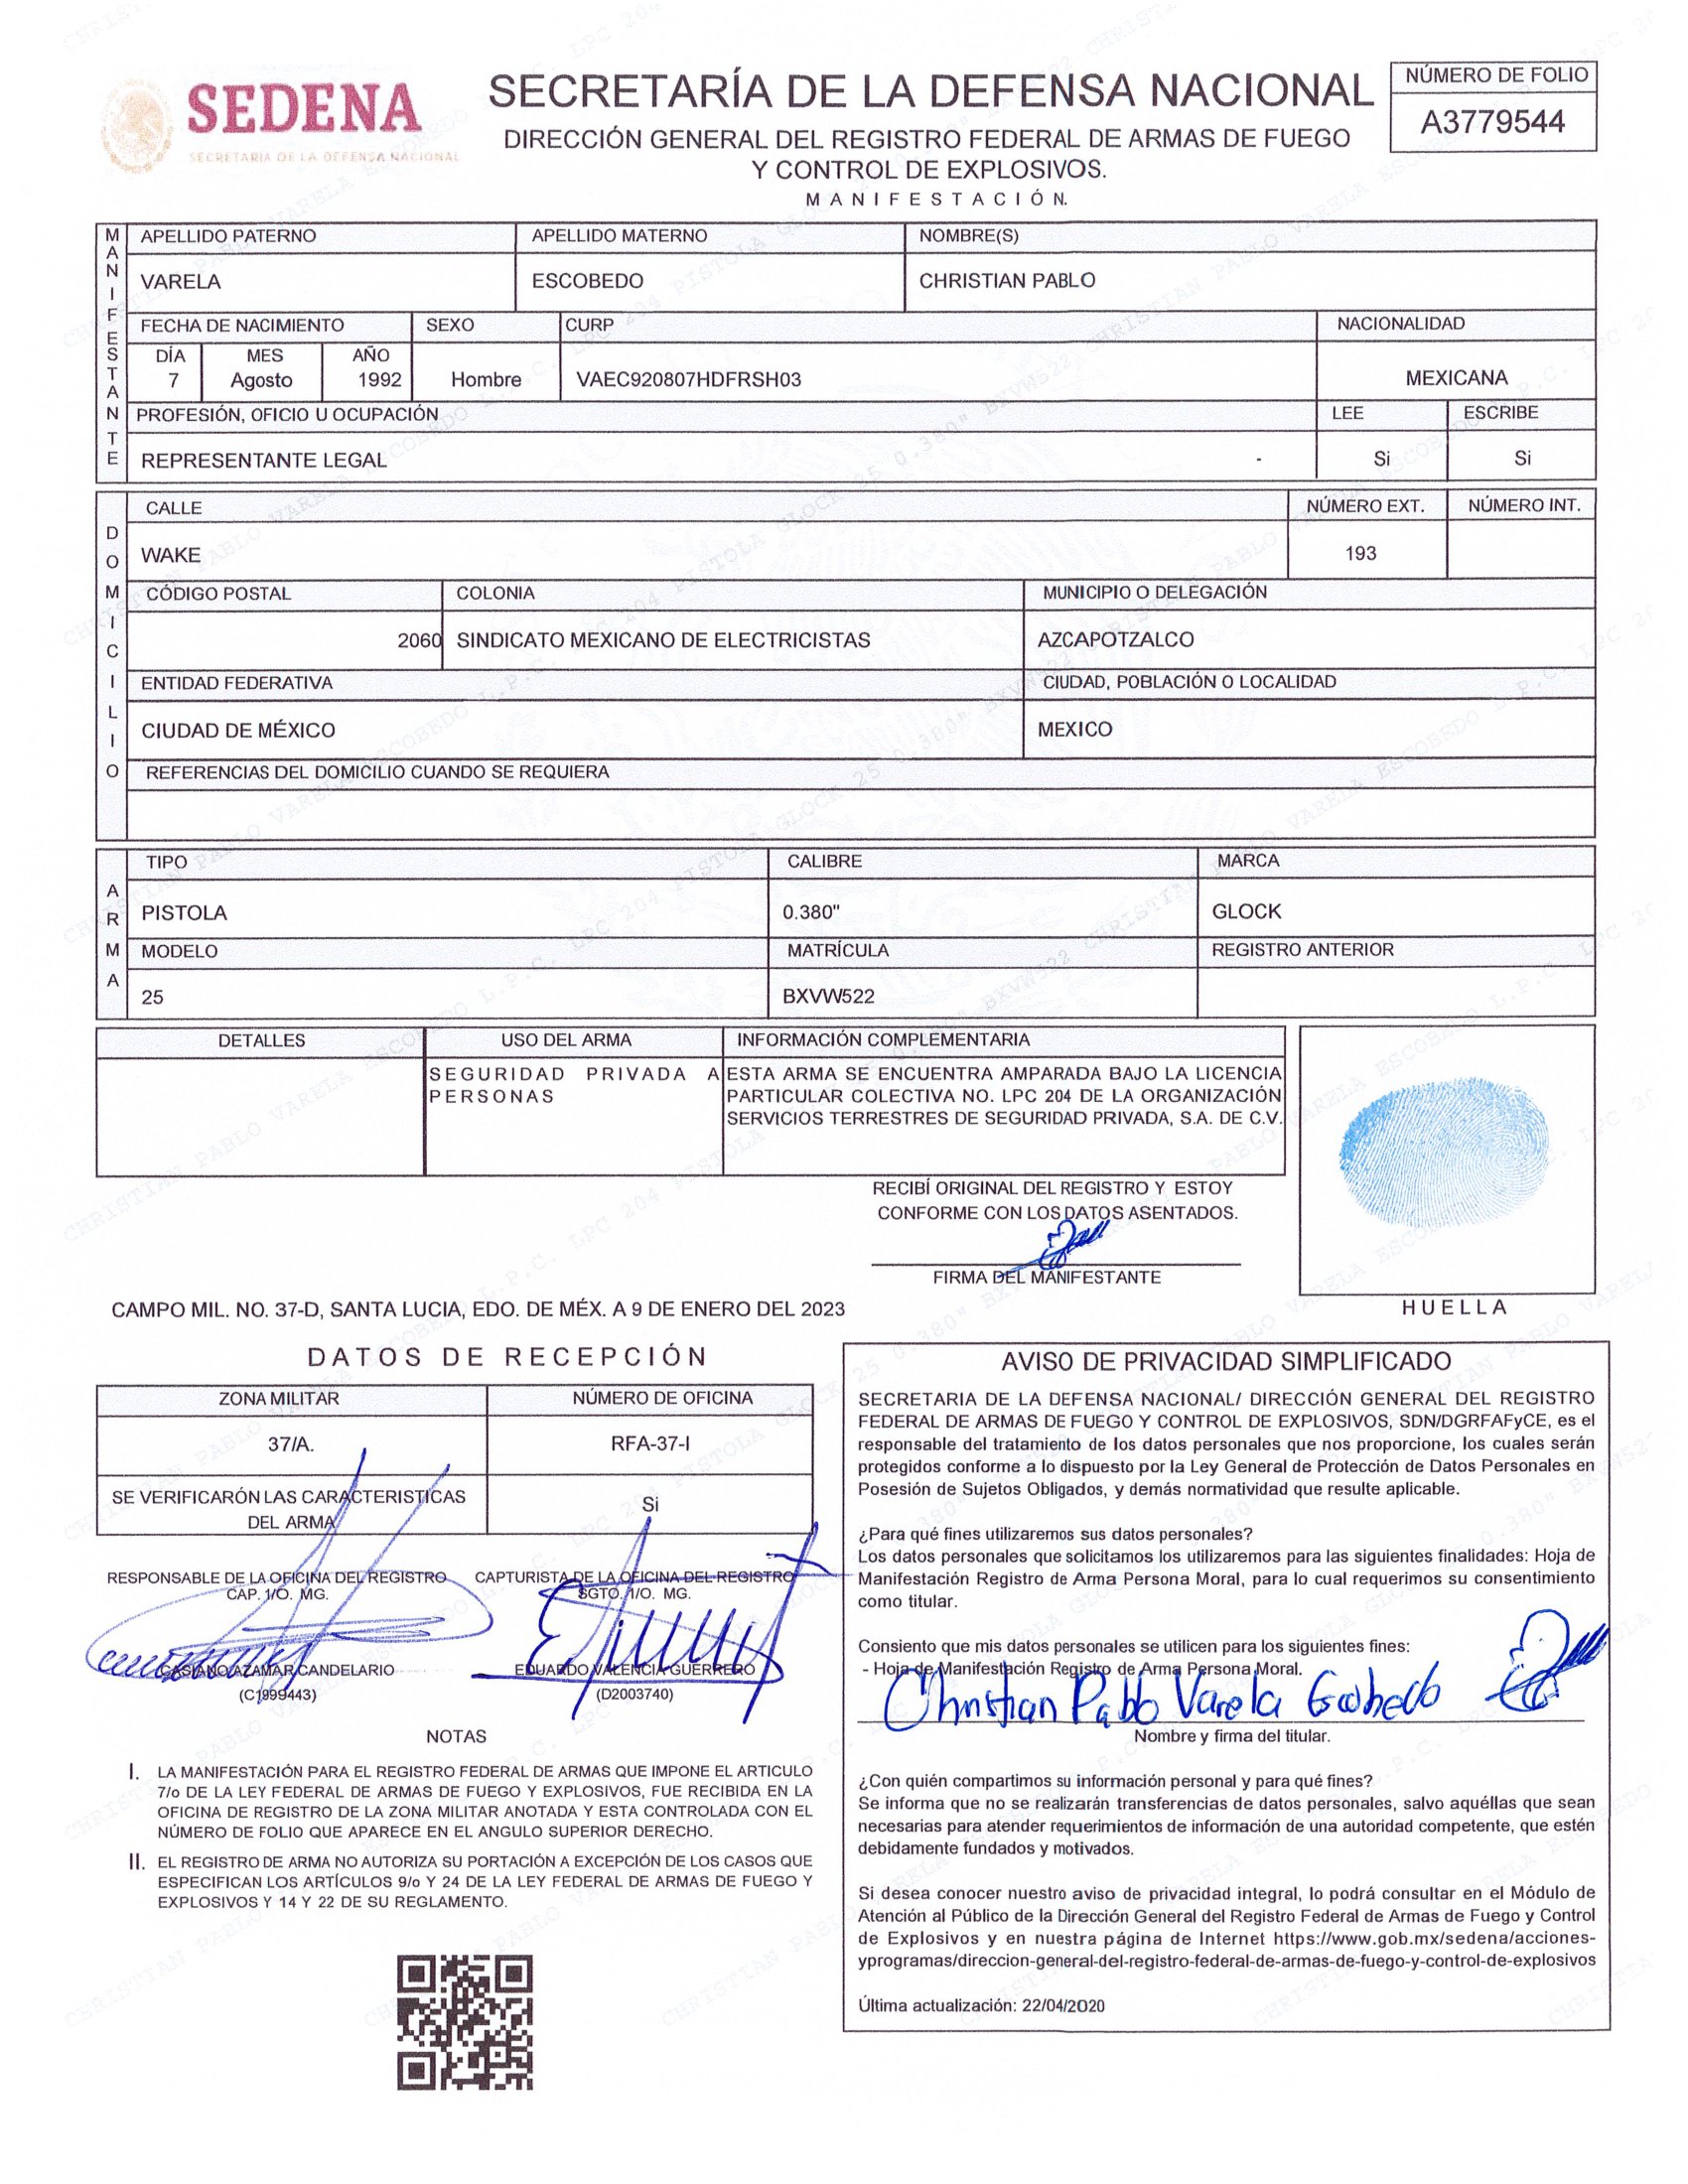 SEDENA
SECRETARÍA DE LA DEFENSA NACIONAL
SECRETARÍA DE LA DEFENSA NACIONAL
DIRECCIÓN GENERAL DEL REGISTRO FEDERAL DE ARMAS DE FUEGO
Y CONTROL DE EXPLOSIVOS.
MANIFESTACIÓN.
NÚMERO DE FOLIO
A3779544
MANIFESTANTE
APELLIDO PATERNO APELLIDO MATERNO NOMBRE(S)
VARELA ESCOBEDO CHRISTIAN PABLO
FECHA DE NACIMIENTO SEXO CURP NACIONALIDAD
DÍA MES AÑO
7 Agosto 1992 Hombre VAEC920807HDFRSH03 MEXICANA
PROFESIÓN, OFICIO U OCUPACIÓN LEE ESCRIBE
REPRESENTANTE LEGAL - Si Si
DOMICILIO
CALLE NÚMERO EXT. NÚMERO INT.
WAKE 193
CÓDIGO POSTAL COLONIA MUNICIPIO O DELEGACIÓN
2060 SINDICATO MEXICANO DE ELECTRICISTAS AZCAPOTZALCO
ENTIDAD FEDERATIVA CIUDAD, POBLACIÓN O LOCALIDAD
CIUDAD DE MÉXICO MEXICO
REFERENCIAS DEL DOMICILIO CUANDO SE REQUIERA
ARMA
TIPO CALIBRE MARCA
PISTOLA 0.380" GLOCK
MODELO MATRÍCULA REGISTRO ANTERIOR
25 BXVW522
DETALLES USO DEL ARMA INFORMACIÓN COMPLEMENTARIA
SEGURIDAD PRIVADA A
PERSONAS
ESTA ARMA SE ENCUENTRA AMPARADA BAJO LA LICENCIA
PARTICULAR COLECTIVA NO. LPC 204 DE LA ORGANIZACIÓN
SERVICIOS TERRESTRES DE SEGURIDAD PRIVADA, S.A. DE C.V.
RECIBÍ ORIGINAL DEL REGISTRO Y ESTOY
CONFORME CON LOS DATOS ASENTADOS.
FIRMA DEL MANIFESTANTE
HUELLA
CAMPO MIL. NO. 37-D, SANTA LUCIA, EDO. DE MÉX. A 9 DE ENERO DEL 2023
DATOS DE RECEPCIÓN
ZONA MILITAR NÚMERO DE OFICINA
37/A. RFA-37-I
SE VERIFICARÓN LAS CARACTERISTICAS
DEL ARMA
Si
RESPONSABLE DE LA OFICINA DEL REGISTRO
CAP. 1/O. MG.
CASIANO AZAMAR CANDELARIO
(C1999443)
CAPTURISTA DE LA OFICINA DEL REGISTRO
SGTO. 1/O. MG.
EDUARDO VALENCIA GUERRERO
(D2003740)
NOTAS
I. LA MANIFESTACIÓN PARA EL REGISTRO FEDERAL DE ARMAS QUE IMPONE EL ARTICULO
7/o DE LA LEY FEDERAL DE ARMAS DE FUEGO Y EXPLOSIVOS, FUE RECIBIDA EN LA
OFICINA DE REGISTRO DE LA ZONA MILITAR ANOTADA Y ESTA CONTROLADA CON EL
NÚMERO DE FOLIO QUE APARECE EN EL ANGULO SUPERIOR DERECHO.
II. EL REGISTRO DE ARMA NO AUTORIZA SU PORTACIÓN A EXCEPCIÓN DE LOS CASOS QUE
ESPECIFICAN LOS ARTÍCULOS 9/o Y 24 DE LA LEY FEDERAL DE ARMAS DE FUEGO Y
EXPLOSIVOS Y 14 Y 22 DE SU REGLAMENTO.
AVISO DE PRIVACIDAD SIMPLIFICADO
SECRETARIA DE LA DEFENSA NACIONAL/ DIRECCIÓN GENERAL DEL REGISTRO
FEDERAL DE ARMAS DE FUEGO Y CONTROL DE EXPLOSIVOS, SDN/DGRFAFyCE, es el
responsable del tratamiento de los datos personales que nos proporcione, los cuales serán
protegidos conforme a lo dispuesto por la Ley General de Protección de Datos Personales en
Posesión de Sujetos Obligados, y demás normatividad que resulte aplicable.
¿Para qué fines utilizaremos sus datos personales?
Los datos personales que solicitamos los utilizaremos para las siguientes finalidades: Hoja de
Manifestación Registro de Arma Persona Moral, para lo cual requerimos su consentimiento
como titular.
Consiento que mis datos personales se utilicen para los siguientes fines:
- Hoja de Manifestación Registro de Arma Persona Moral.
Christian Pablo Varela Escobedo
Nombre y firma del titular.
¿Con quién compartimos su información personal y para qué fines?
Se informa que no se realizarán transferencias de datos personales, salvo aquéllas que sean
necesarias para atender requerimientos de información de una autoridad competente, que estén
debidamente fundados y motivados.
Si desea conocer nuestro aviso de privacidad integral, lo podrá consultar en el Módulo de
Atención al Público de la Dirección General del Registro Federal de Armas de Fuego y Control
de Explosivos y en nuestra página de Internet https://www.gob.mx/sedena/acciones-
yprogramas/direccion-general-del-registro-federal-de-armas-de-fuego-y-control-de-explosivos
Última actualización: 22/04/2020